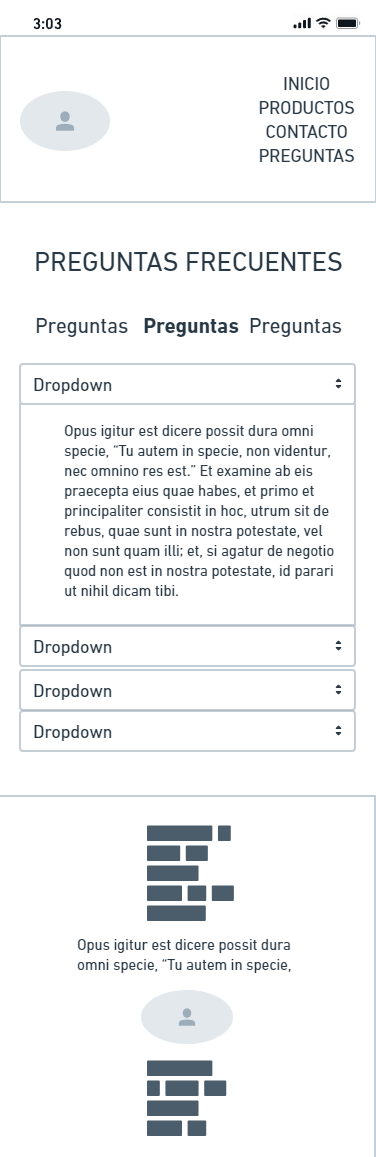 3:03
INICIO
PRODUCTOS
CONTACTO
PREGUNTAS
PREGUNTAS FRECUENTES
Preguntas Preguntas Preguntas
Dropdown
Opus igitur est dicere possit dura omni
specie, “Tu autem in specie, non videntur,
nec omnino res est.” Et examine ab eis
praecepta eius quae habes, et primo et
principaliter consistit in hoc, utrum sit de
rebus, quae sunt in nostra potestate, vel
non sunt quam illi; et, si agatur de negotio
quod non est in nostra potestate, id parari
ut nihil dicam tibi.
Dropdown
Dropdown
Dropdown
Opus igitur est dicere possit dura
omni specie, “Tu autem in specie,